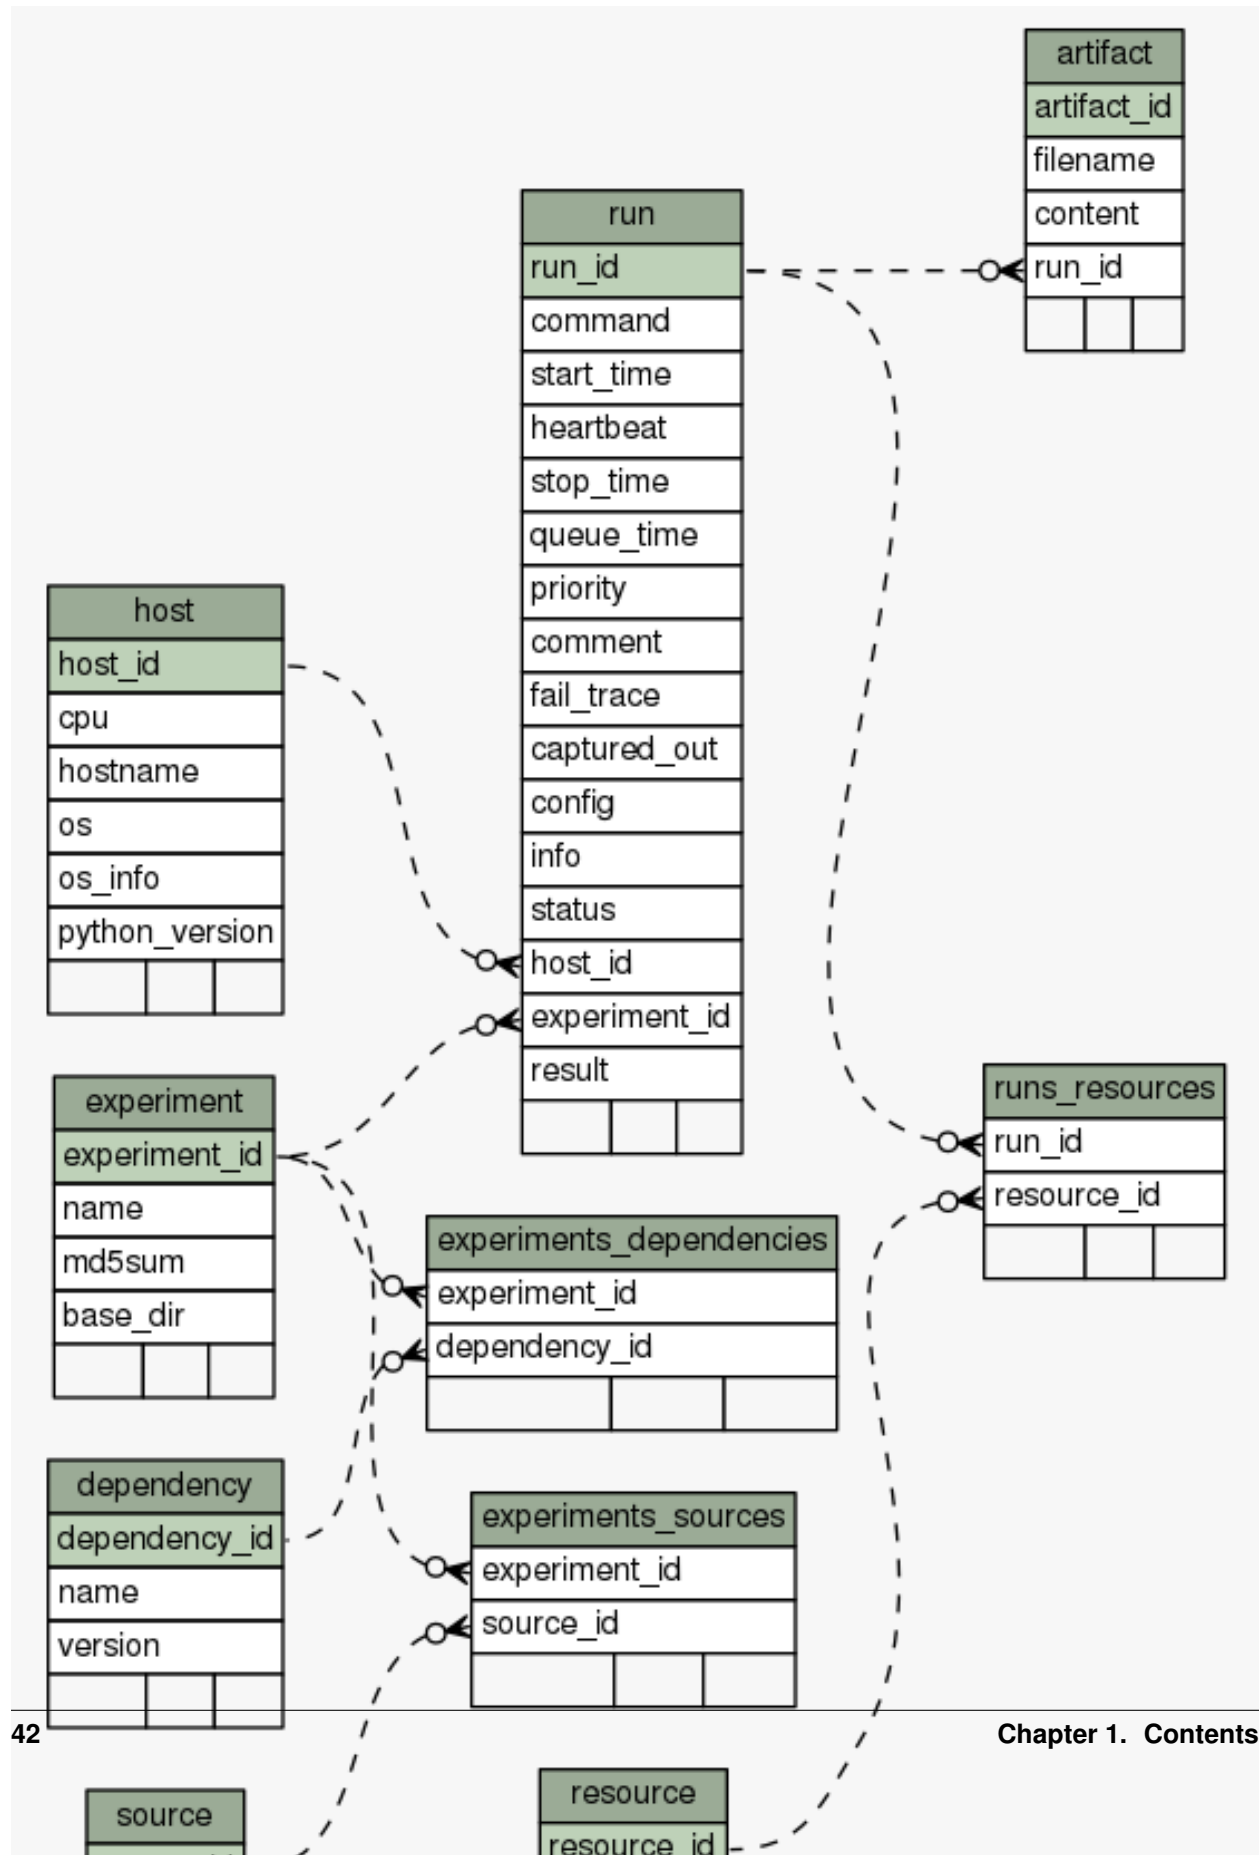 artifact
artifact_id
filename
content
run_id
run
run_id
command
start_time
heartbeat
stop_time
queue_time
priority
comment
fail_trace
captured_out
config
info
status
host_id
experiment_id
result
host
host_id
cpu
hostname
os
os_info
python_version
experiment
experiment_id
name
md5sum
base_dir
runs_resources
run_id
resource_id
experiments_dependencies
experiment_id
dependency_id
dependency
dependency_id
name
version
experiments_sources
experiment_id
source_id
42
Chapter 1. Contents
source
resource
resource_id